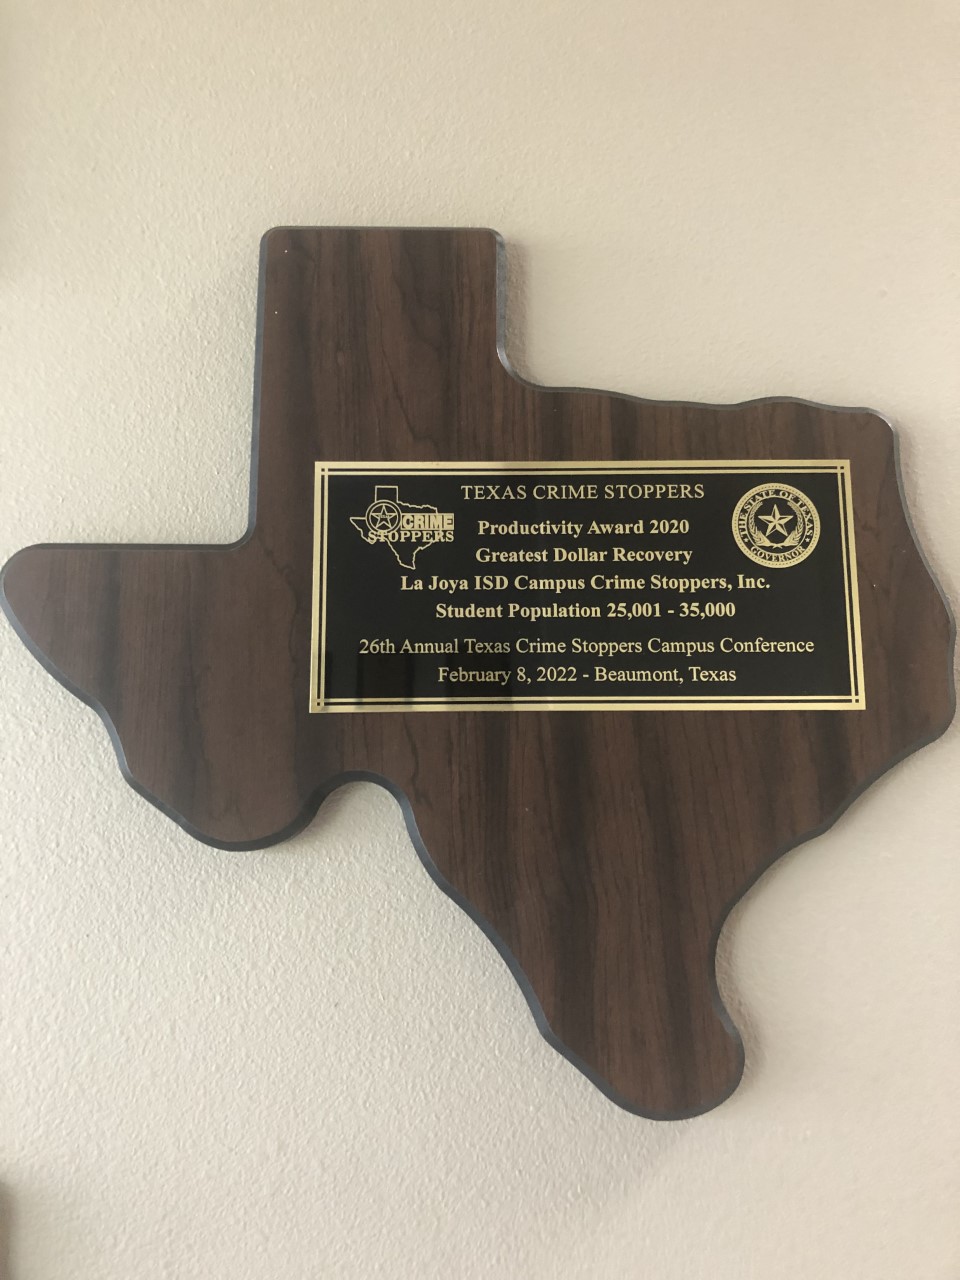 TEXAS CRIME STOPPERS
CRIME
STOPPERS
THE STATE OF TEXAS
GOVERNOR
Productivity Award 2020
Greatest Dollar Recovery
La Joya ISD Campus Crime Stoppers, Inc.
Student Population 25,001 - 35,000
26th Annual Texas Crime Stoppers Campus Conference
February 8, 2022 - Beaumont, Texas